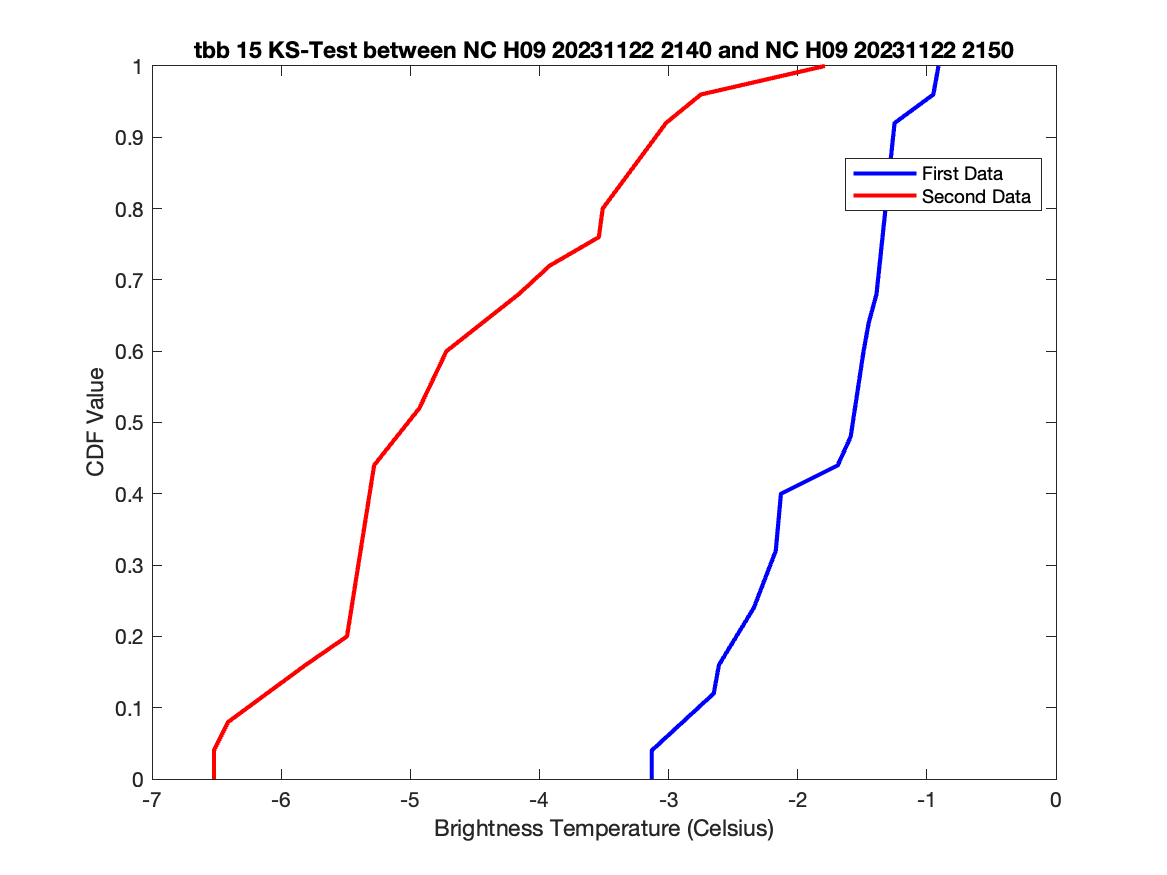 tbb 15 KS-Test between NC H09 20231122 2140 and NC H09 20231122 2150
1
0.9
0.8
0.7
0.6
0.5
0.4
0.3
0.2
0.1
0
CDF Value
First Data
Second Data
-7 -6 -5 -4 -3 -2 -1 0
Brightness Temperature (Celsius)